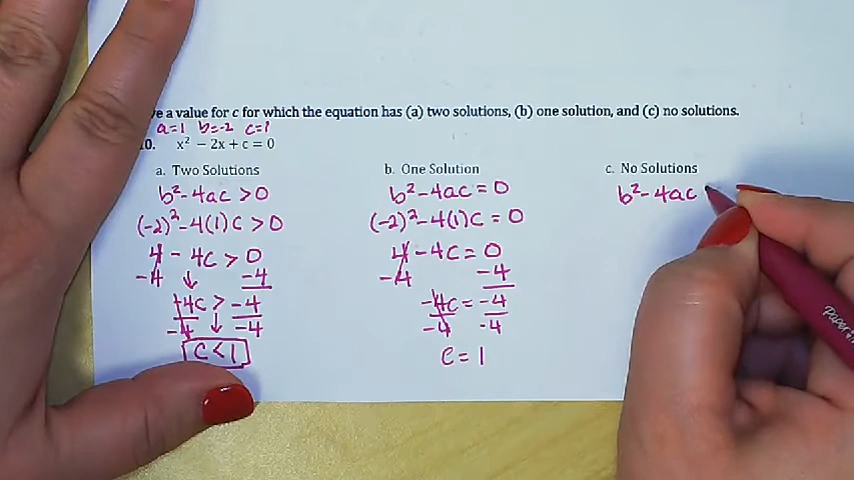 ve a value for c for which the equation has (a) two solutions, (b) one solution, and (c) no solutions.
a=1 b=-2 c=1
10. x² − 2x + c = 0
a. Two Solutions
b²-4ac > 0
(-2)²-4(1)c > 0
4 - 4c > 0
-4 -4
-4c > -4
-4 -4
c < 1
b. One Solution
b²-4ac = 0
(-2)²-4(1)c = 0
4 - 4c = 0
-4 -4
-4c = -4
-4 -4
c = 1
c. No Solutions
b²-4ac